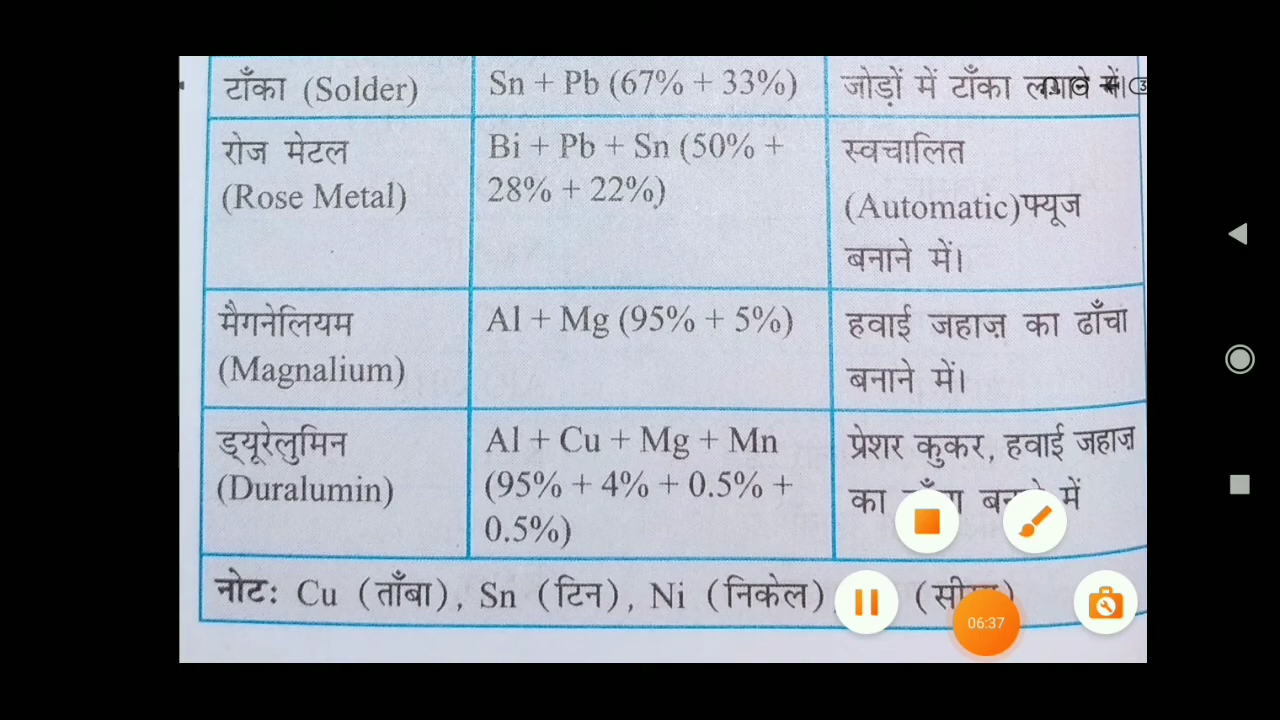 टाँका (Solder)
Sn + Pb (67% + 33%)
जोड़ों में टाँका लगाने में।
रोज मेटल
(Rose Metal)
Bi + Pb + Sn (50% +
28% + 22%)
स्वचालित
(Automatic)फ्यूज
बनाने में।
मैगनेलियम
(Magnalium)
Al + Mg (95% + 5%)
हवाई जहाज़ का ढाँचा
बनाने में।
ड्यूरेलुमिन
(Duralumin)
Al + Cu + Mg + Mn
(95% + 4% + 0.5% +
0.5%)
प्रेशर कुकर, हवाई जहाज़
का में
नोटः Cu (ताँबा), Sn (टिन), Ni (निकेल)
06:37